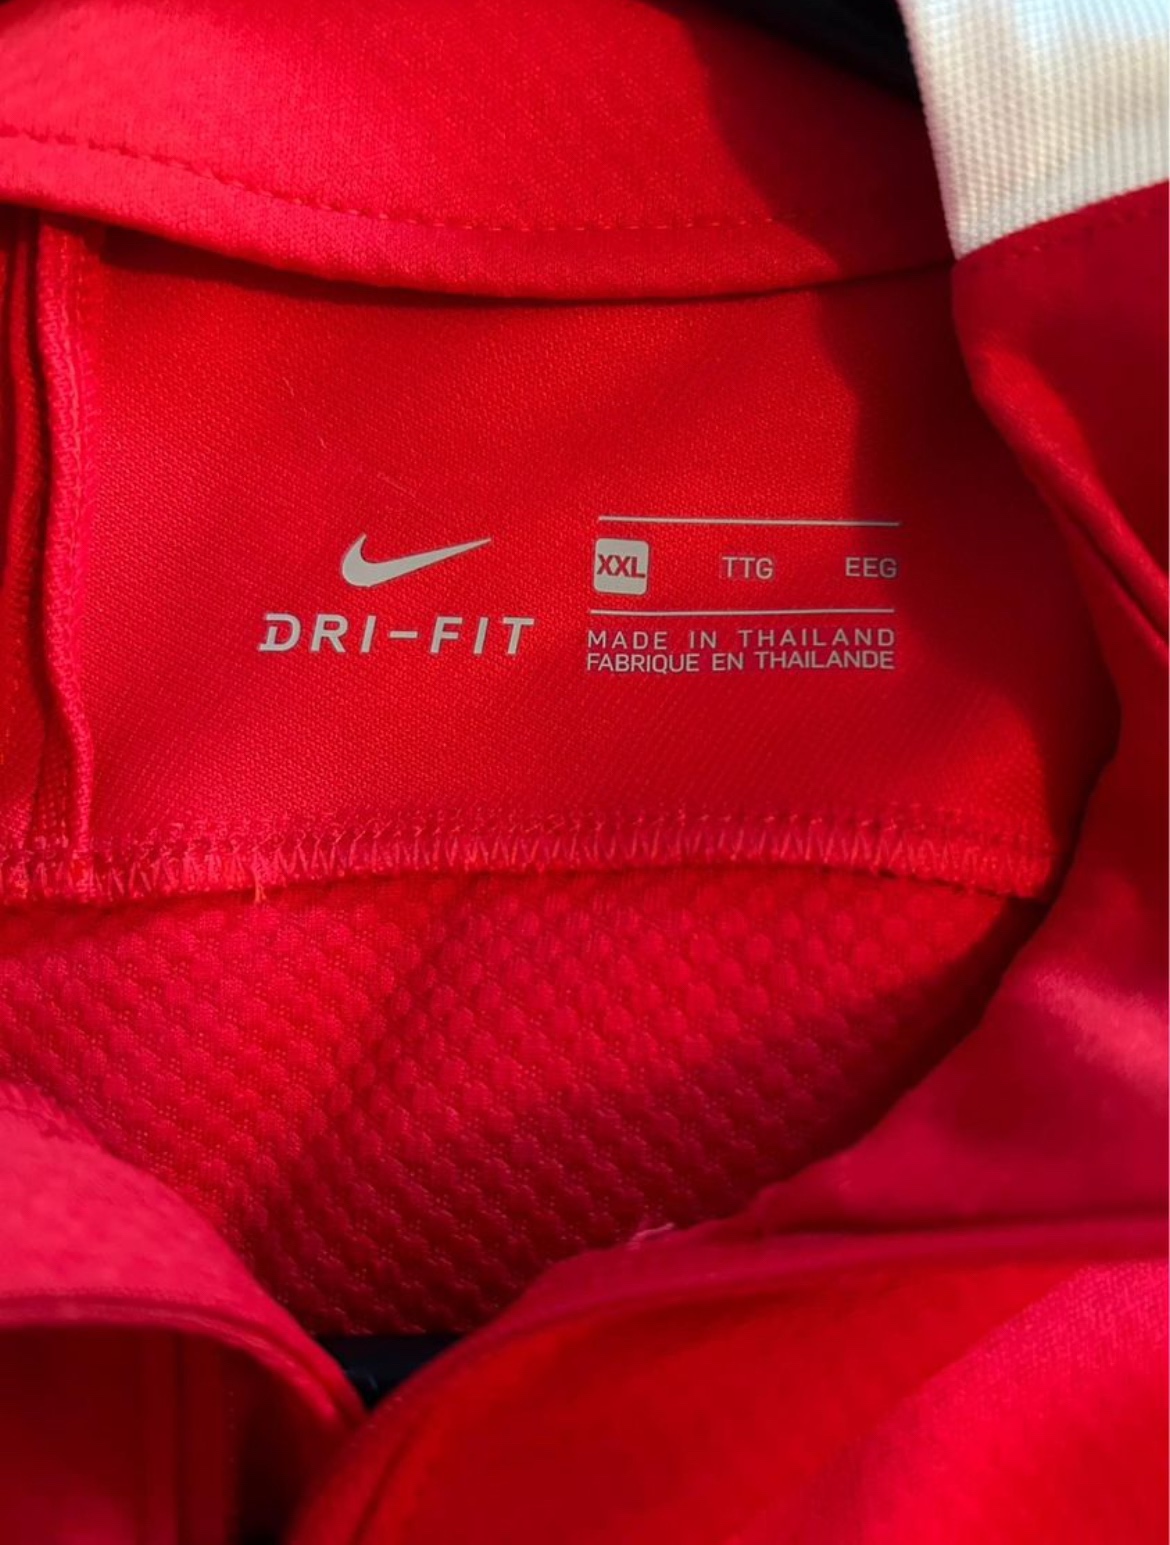 DRI-FIT
XXL TTG EEG
MADE IN THAILAND
FABRIQUE EN THAILANDE